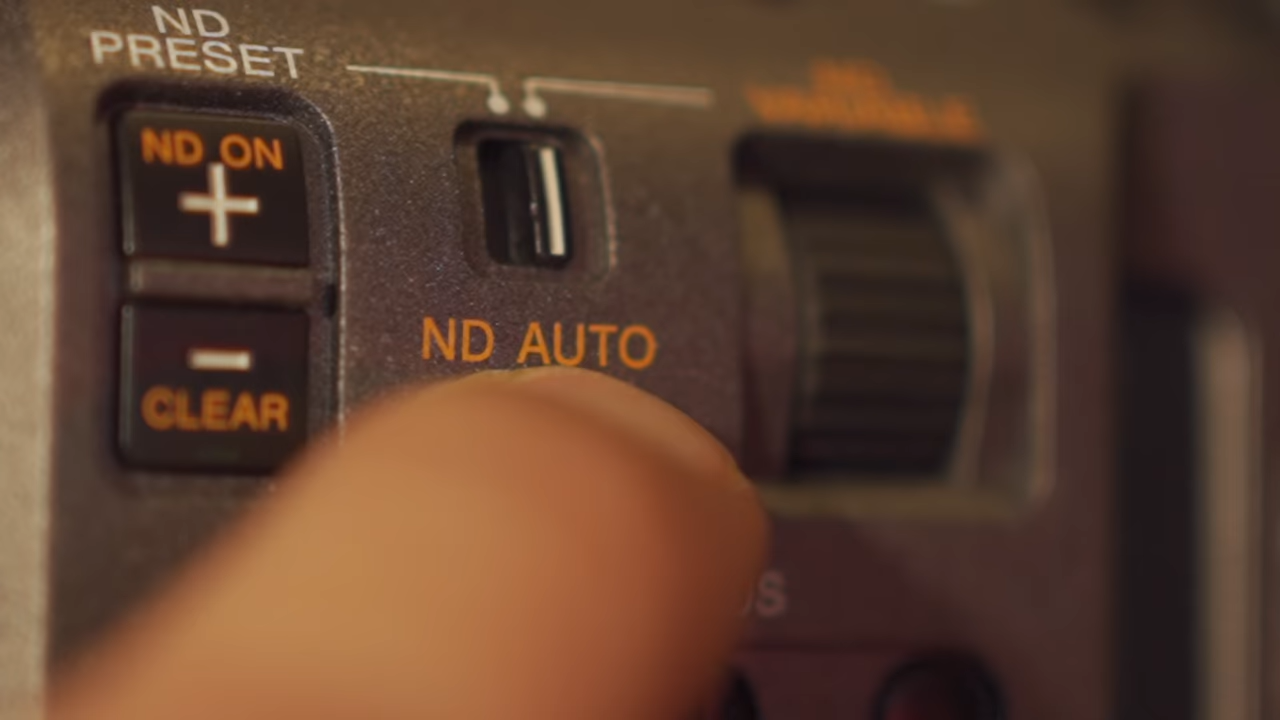 ND
PRESET
ND ON
+
-
CLEAR
ND AUTO